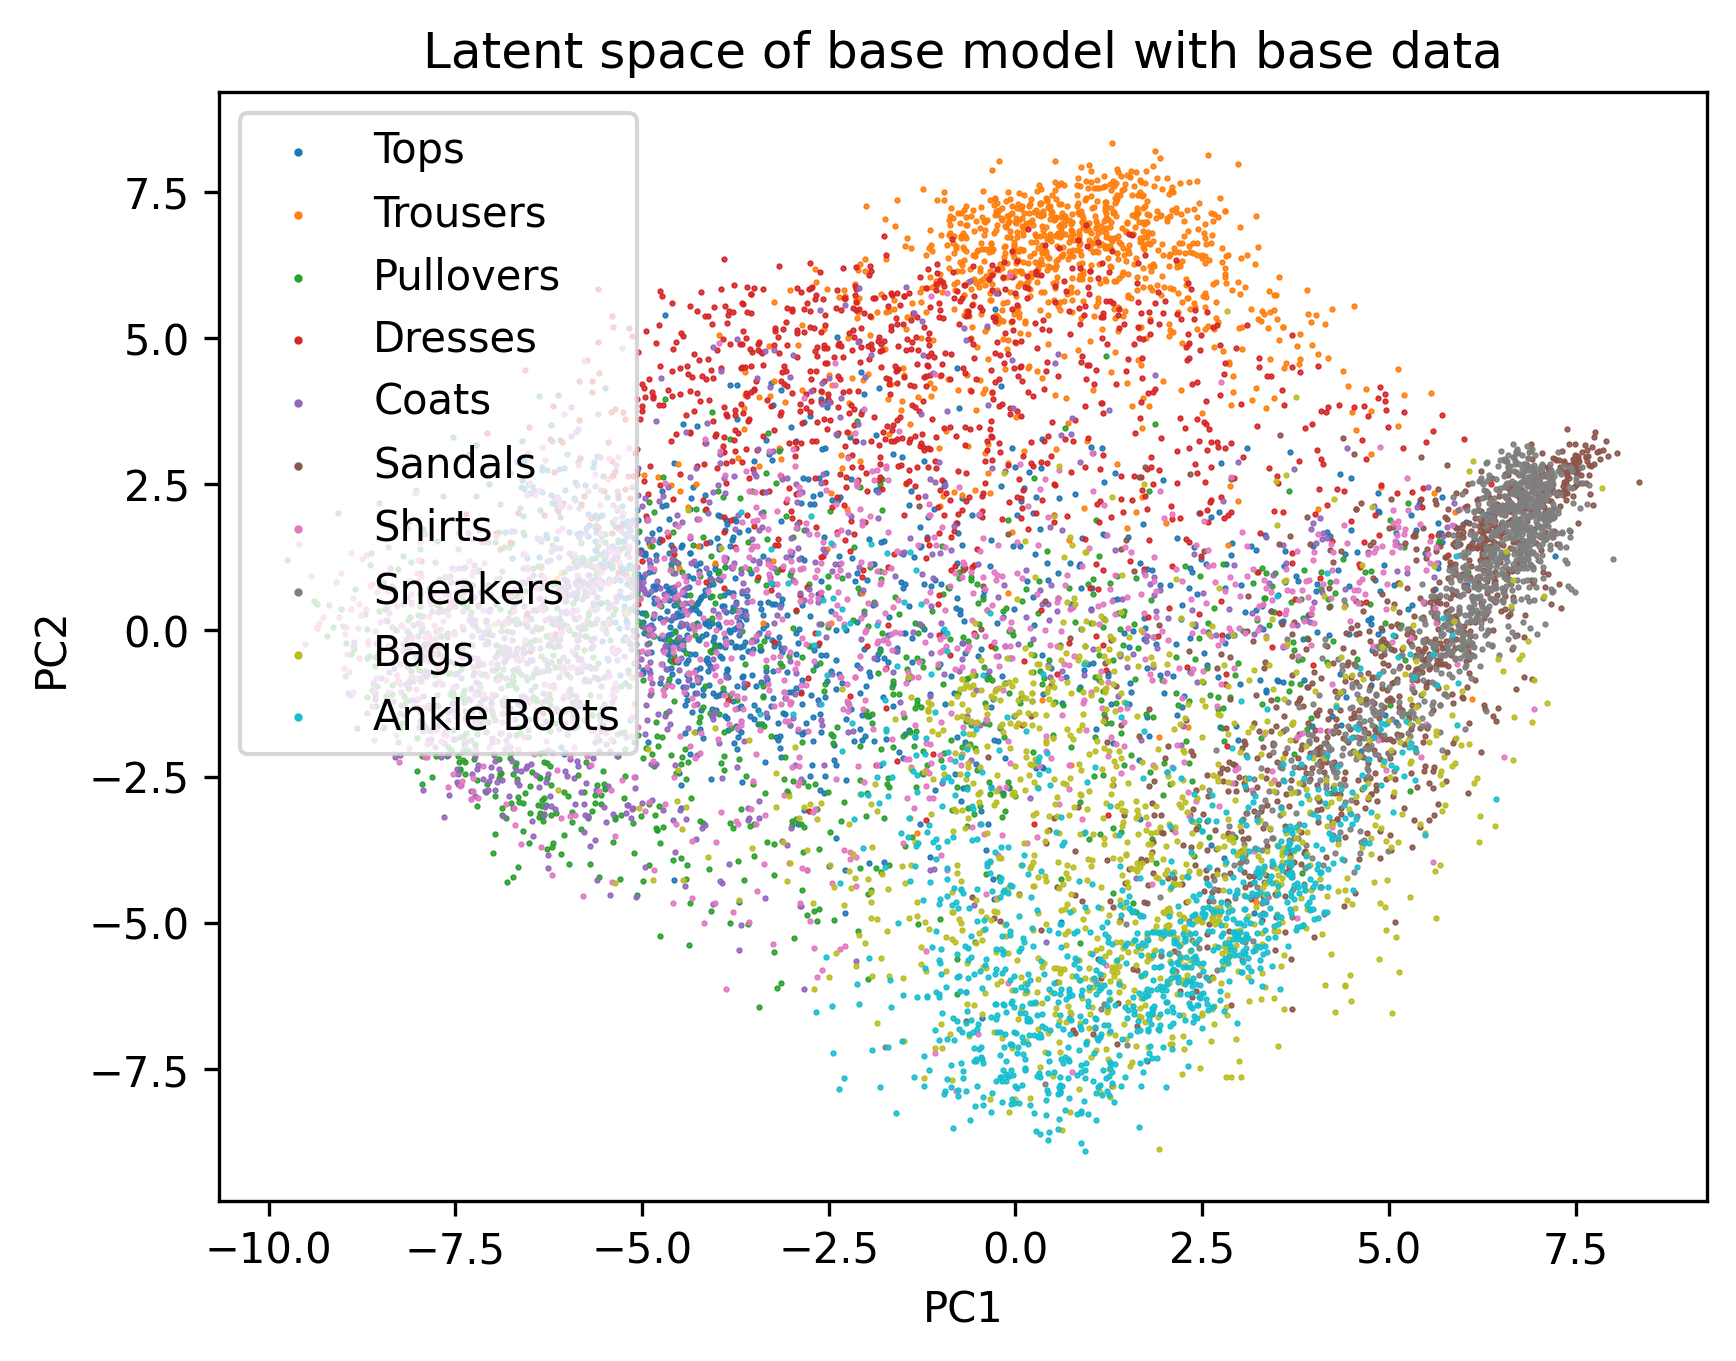 Latent space of base model with base data
Tops
Trousers
Pullovers
Dresses
Coats
Sandals
Shirts
Sneakers
Bags
Ankle Boots
7.5
5.0
2.5
0.0
−2.5
−5.0
−7.5
PC2
−10.0 −7.5 −5.0 −2.5 0.0 2.5 5.0 7.5
PC1